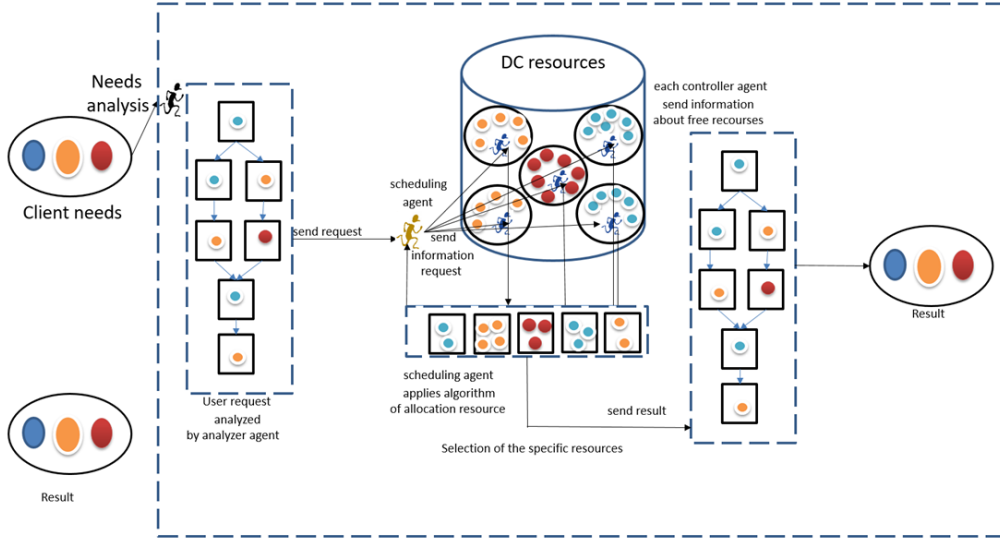 DC resources
Needs
analysis
each controller agent
send information
about free recourses
Client needs
scheduling
agent
send request
send
information
request
Result
scheduling agent
applies algorithm
of allocation resource
User request
analyzed
by analyzer agent
send result
Selection of the specific resources
Result